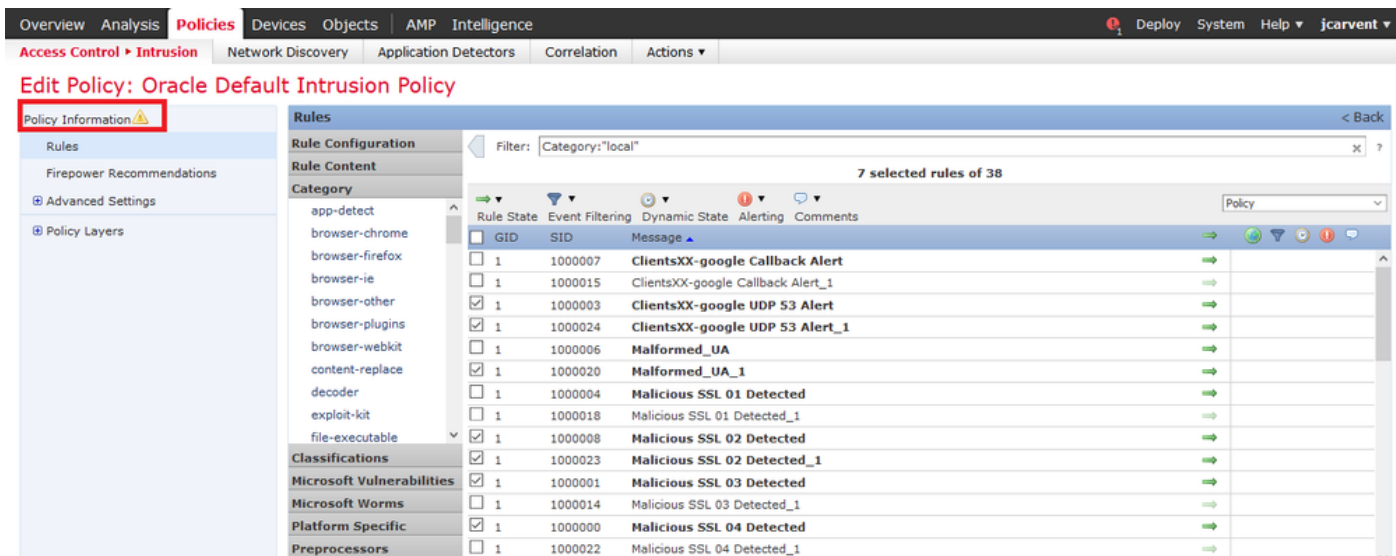 Overview Analysis Policies Devices Objects AMP Intelligence 1 Deploy System Help ▾ jcarvent ▾
Access Control ▸ Intrusion Network Discovery Application Detectors Correlation Actions ▾
Edit Policy: Oracle Default Intrusion Policy
Policy Information
Rules
Firepower Recommendations
Advanced Settings
Policy Layers
Rules < Back
Rule Configuration
Rule Content
Category
app-detect
browser-chrome
browser-firefox
browser-ie
browser-other
browser-plugins
browser-webkit
content-replace
decoder
exploit-kit
file-executable
Classifications
Microsoft Vulnerabilities
Microsoft Worms
Platform Specific
Preprocessors
Filter: Category:"local" × ?
7 selected rules of 38
Rule State Event Filtering Dynamic State Alerting Comments Policy
GID SID Message
1 1000007 ClientsXX-google Callback Alert
1 1000015 ClientsXX-google Callback Alert_1
1 1000003 ClientsXX-google UDP 53 Alert
1 1000024 ClientsXX-google UDP 53 Alert_1
1 1000006 Malformed_UA
1 1000020 Malformed_UA_1
1 1000004 Malicious SSL 01 Detected
1 1000018 Malicious SSL 01 Detected_1
1 1000008 Malicious SSL 02 Detected
1 1000023 Malicious SSL 02 Detected_1
1 1000001 Malicious SSL 03 Detected
1 1000014 Malicious SSL 03 Detected_1
1 1000000 Malicious SSL 04 Detected
1 1000022 Malicious SSL 04 Detected_1